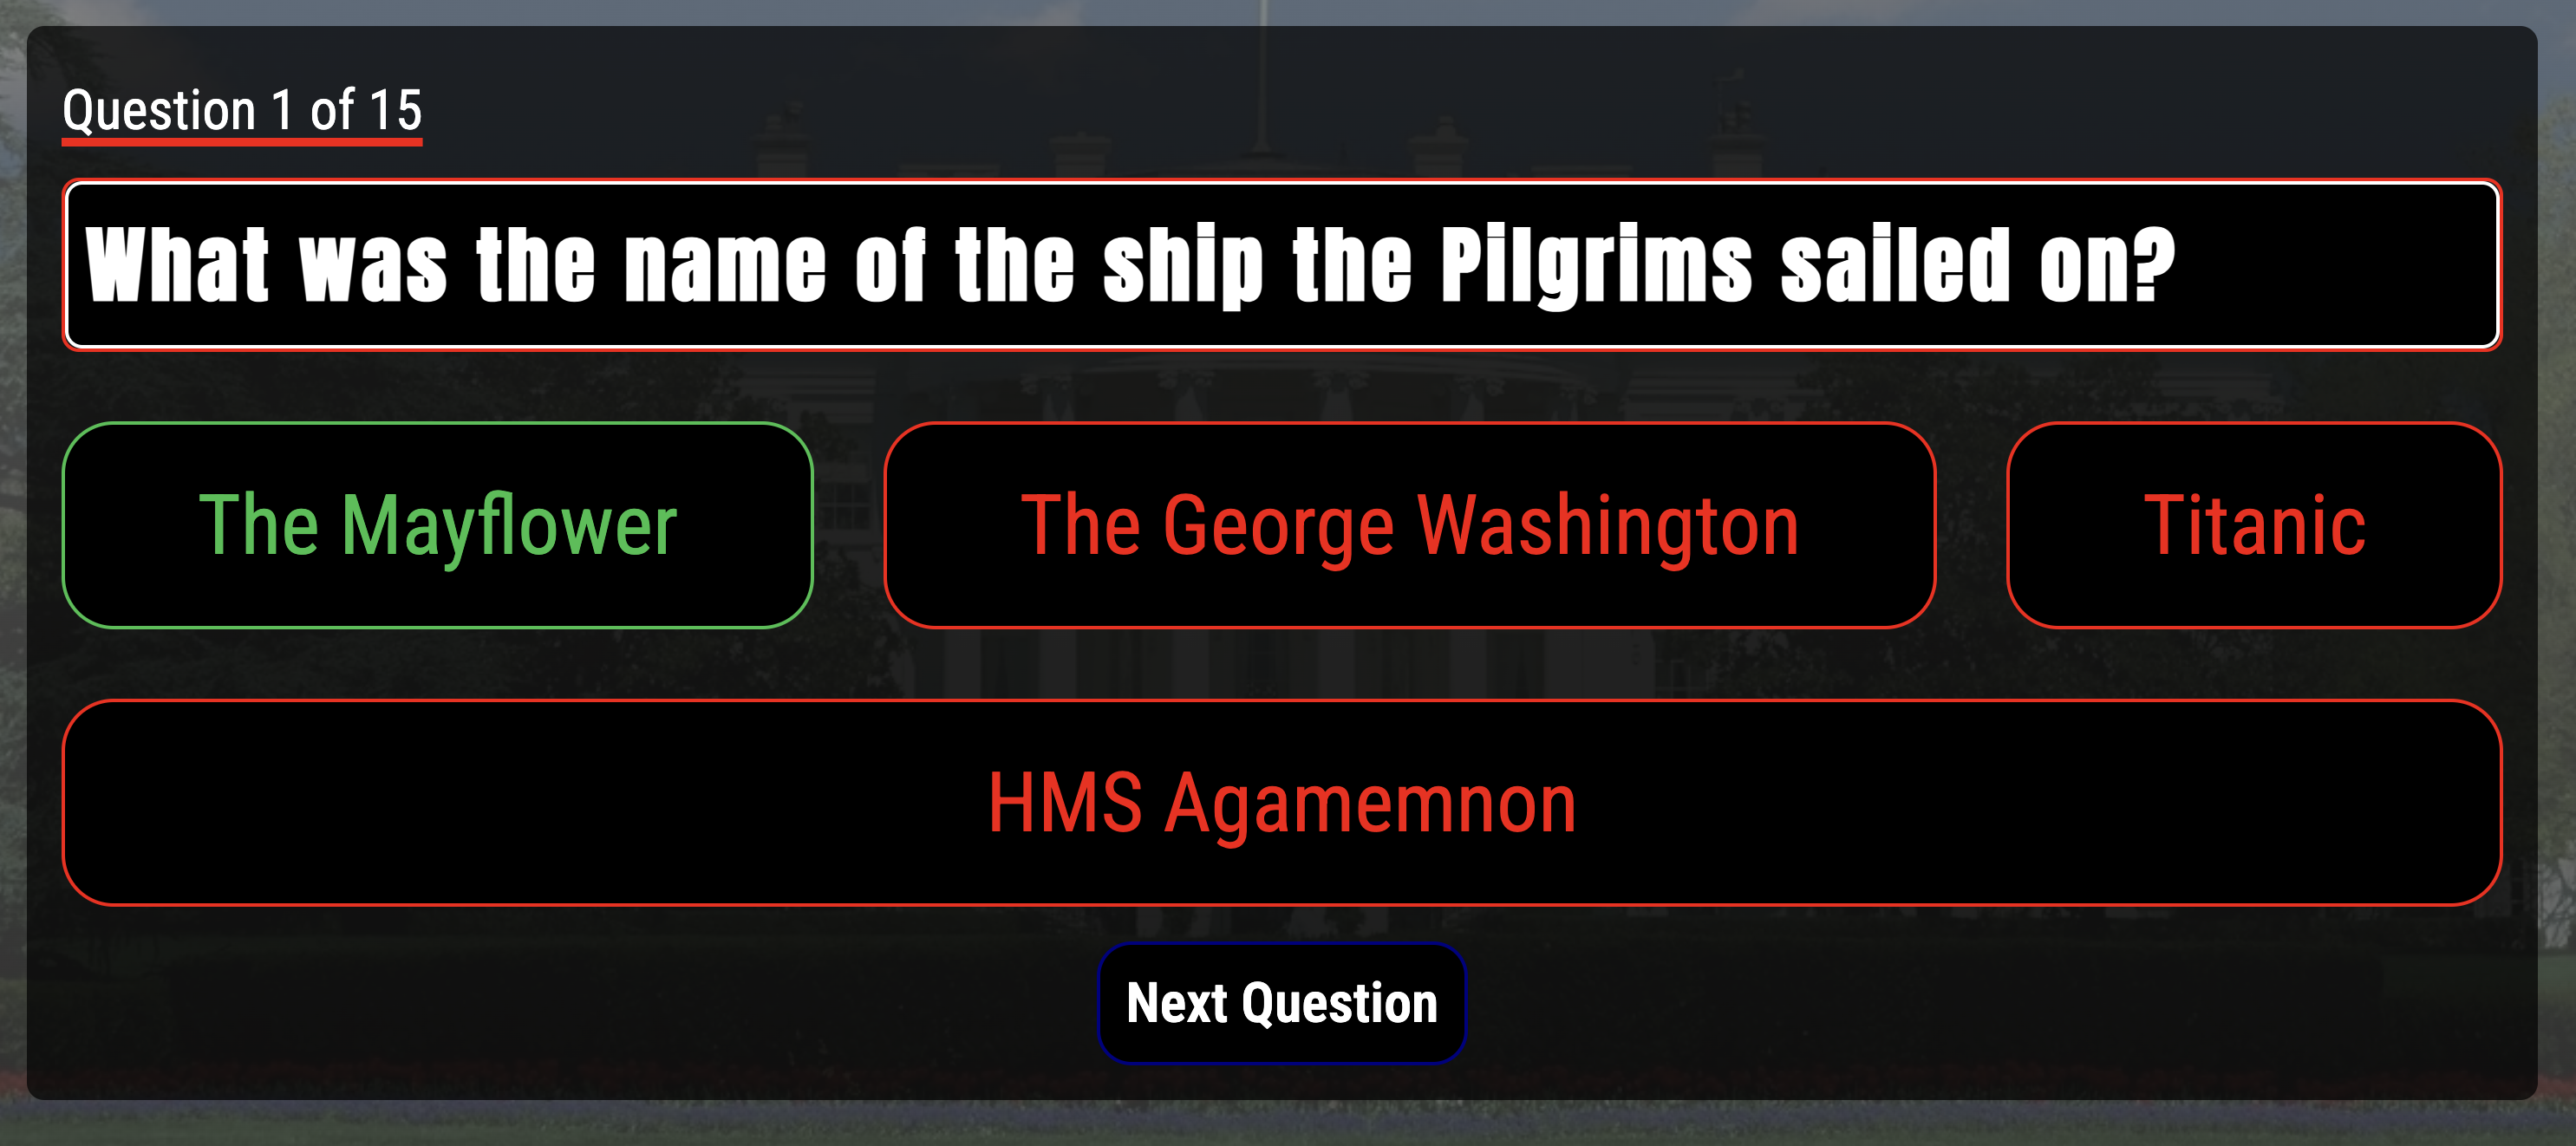 Question 1 of 15
What was the name of the ship the Pilgrims sailed on?
The Mayflower
The George Washington
Titanic
HMS Agamemnon
Next Question